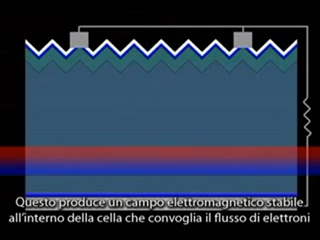 Questo produce un campo elettromagnetico stabile
all'interno della cella che convoglia il flusso di elettroni